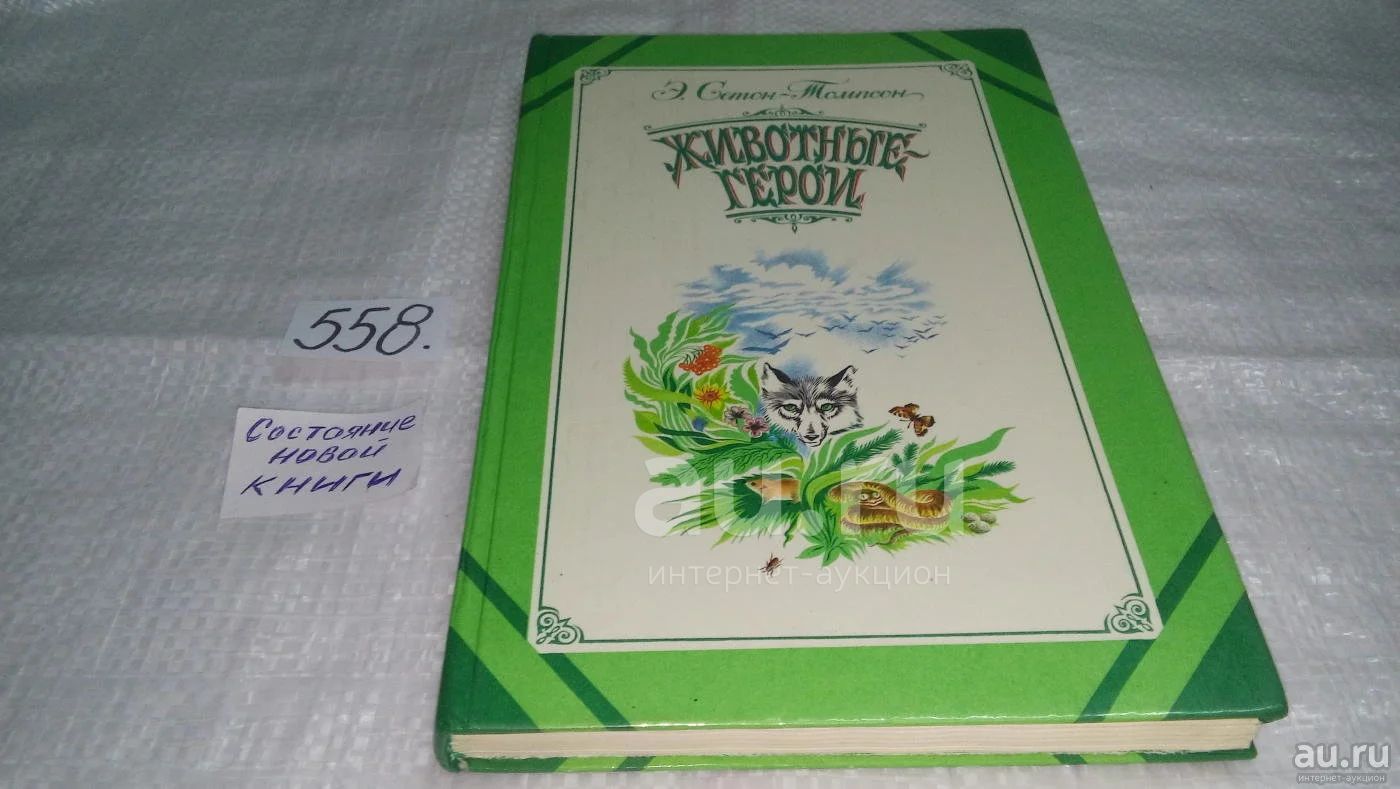 Э. Сетон-Томпсон
ЖИВОТНЫЕ-
ГЕРОИ
558.
Состояние
новой
книги
au.ru
интернет-аукцион
au.ru
интернет-аукцион